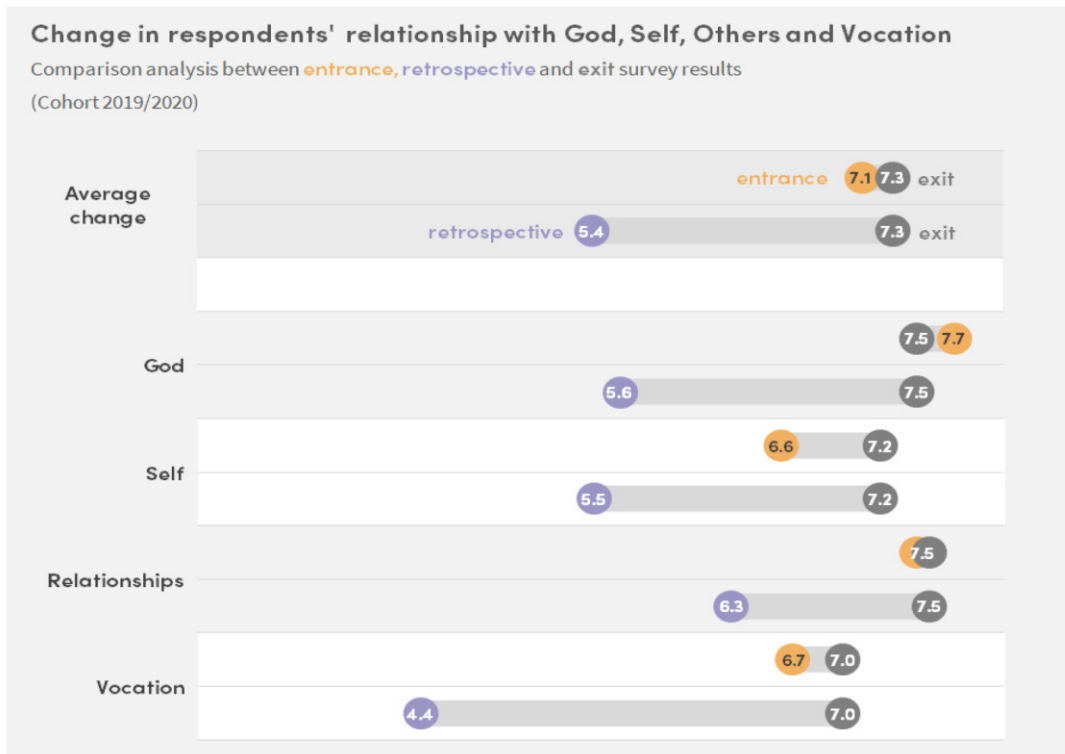 Change in respondents' relationship with God, Self, Others and Vocation
Comparison analysis between entrance, retrospective and exit survey results
(Cohort 2019/2020)
Average
change
entrance 7.1 7.3 exit
retrospective 5.4 7.3 exit
God
7.5 7.7
5.6 7.5
Self
6.6 7.2
5.5 7.2
Relationships
7.5
6.3 7.5
Vocation
6.7 7.0
4.4 7.0